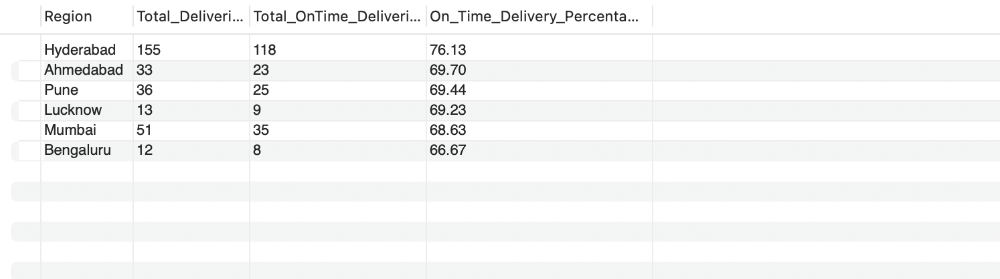 Region Total_Deliveri... Total_OnTime_Deliveri... On_Time_Delivery_Percenta...
Hyderabad 155 118 76.13
Ahmedabad 33 23 69.70
Pune 36 25 69.44
Lucknow 13 9 69.23
Mumbai 51 35 68.63
Bengaluru 12 8 66.67